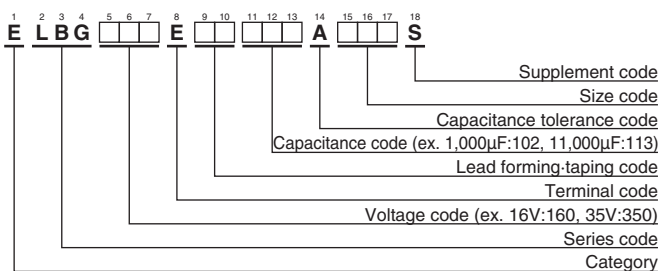 1 2 3 4 5 6 7 8 9 10 11 12 13 14 15 16 17 18
E L B G □□□ E □□ □□□ A □□□ S
Supplement code
Size code
Capacitance tolerance code
Capacitance code (ex. 1,000μF:102, 11,000μF:113)
Lead forming·taping code
Terminal code
Voltage code (ex. 16V:160, 35V:350)
Series code
Category